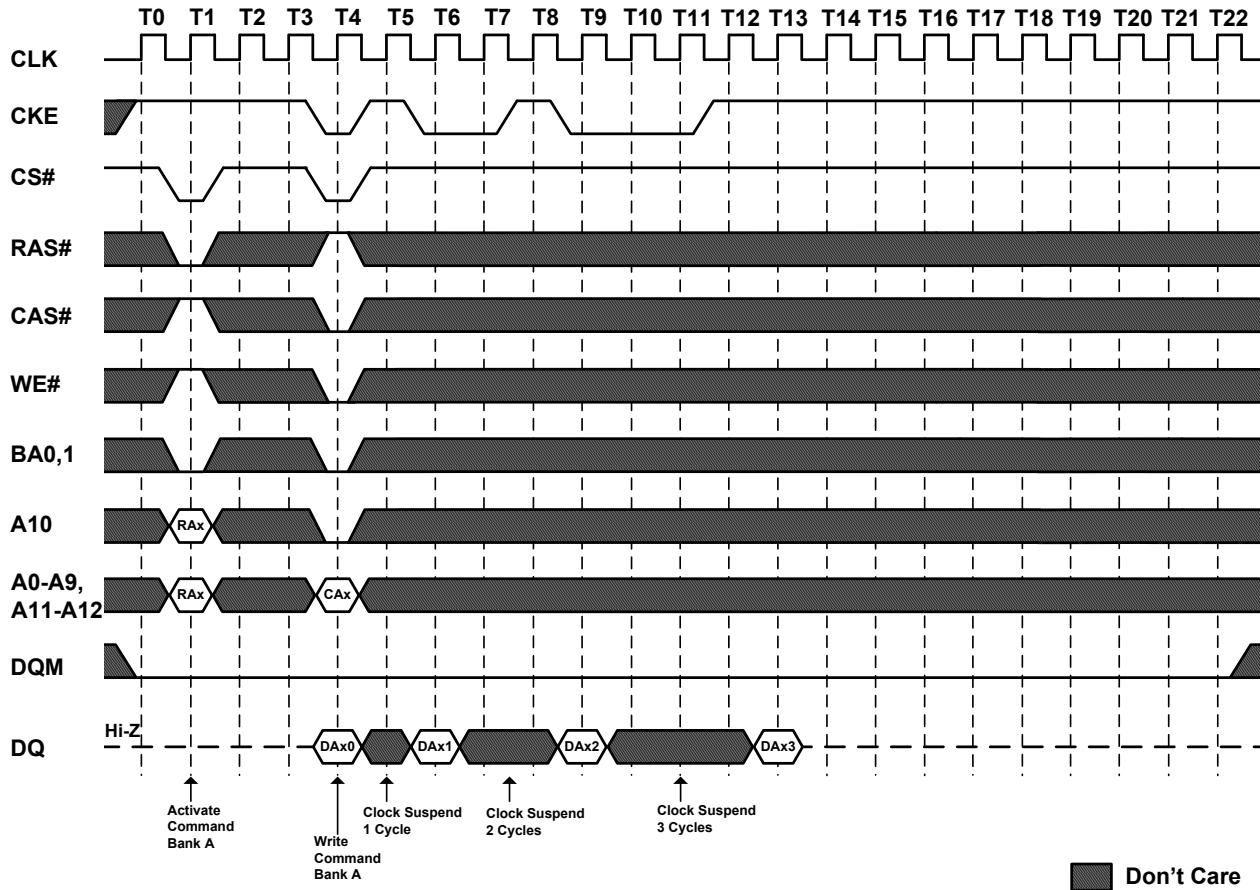 T0 T1 T2 T3 T4 T5 T6 T7 T8 T9 T10 T11 T12 T13 T14 T15 T16 T17 T18 T19 T20 T21 T22
CLK
CKE
CS#
RAS#
CAS#
WE#
BA0,1
A10
RAx
A0-A9,
A11-A12
RAx CAx
DQM
Hi-Z
DQ
DAx0 DAx1 DAx2 DAx3
Activate
Command
Bank A
Write
Command
Bank A
Clock Suspend
1 Cycle
Clock Suspend
2 Cycles
Clock Suspend
3 Cycles
Don't Care